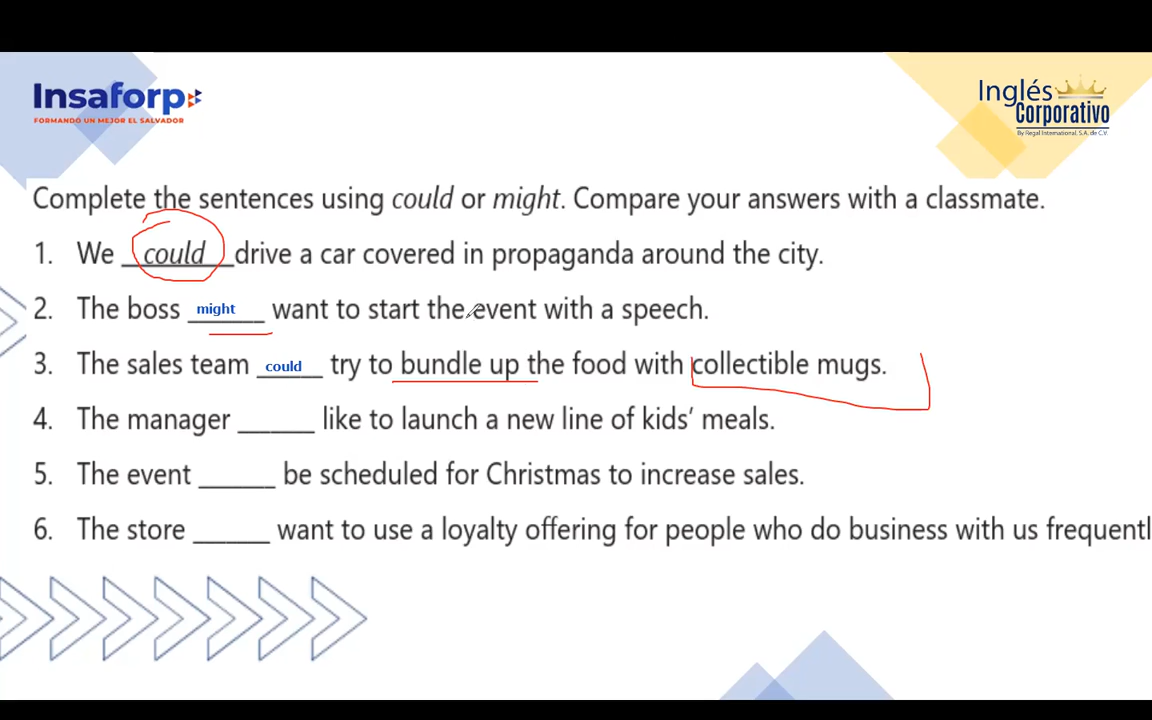 Insaforp
FORMANDO UN MEJOR EL SALVADOR
Inglés
Corporativo
By Regal International, S.A. de C.V.
Complete the sentences using could or might. Compare your answers with a classmate.
1. We __could__ drive a car covered in propaganda around the city.
2. The boss might want to start the event with a speech.
3. The sales team could try to bundle up the food with collectible mugs.
4. The manager ______ like to launch a new line of kids' meals.
5. The event ______ be scheduled for Christmas to increase sales.
6. The store ______ want to use a loyalty offering for people who do business with us frequentl